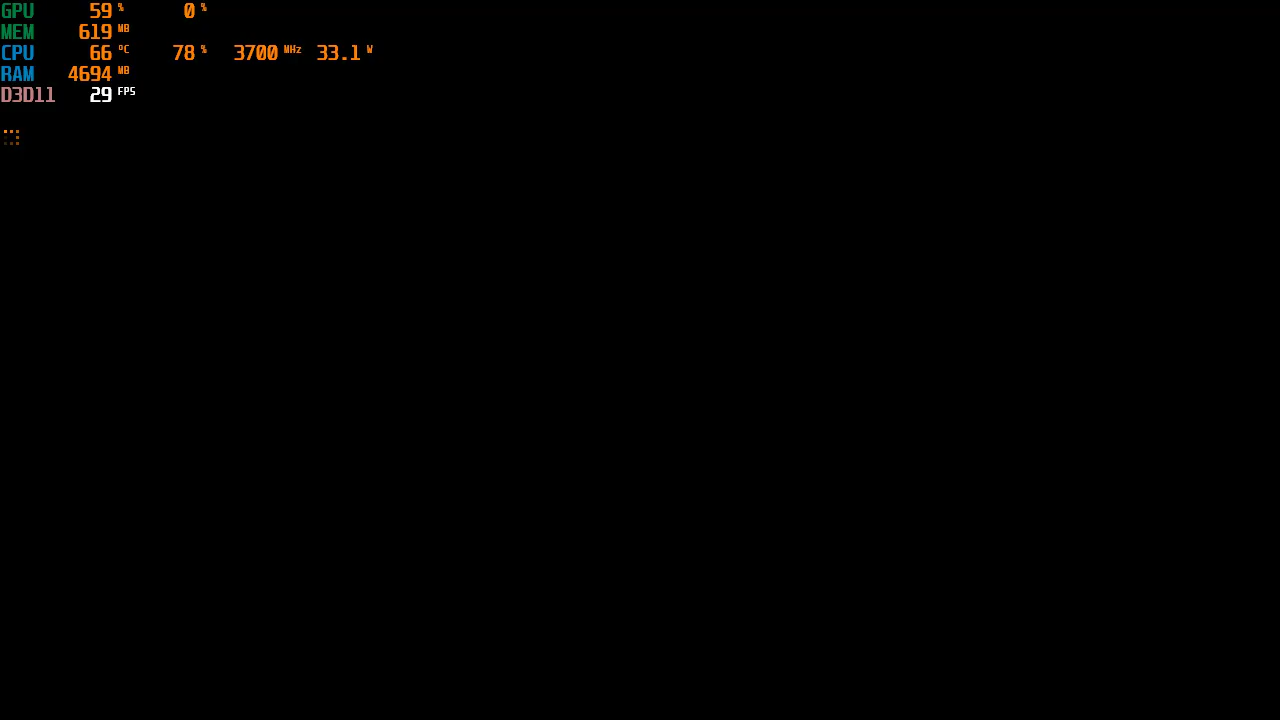 GPU 59 % 0 %
MEM 619 MB
CPU 66 °C 78 % 3700 MHz 33.1 W
RAM 4694 MB
D3D11 29 FPS